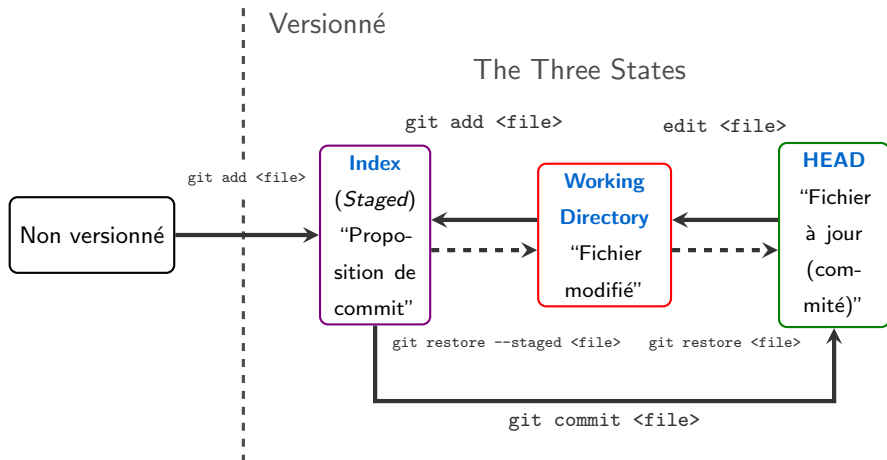 Versionné
The Three States
git add <file>
edit <file>
git add <file>
Non versionné
Index
(Staged)
“Propo-
sition de
commit”
Working
Directory
“Fichier
modifié”
HEAD
“Fichier
à jour
(com-
mité)”
git restore --staged <file>
git restore <file>
git commit <file>